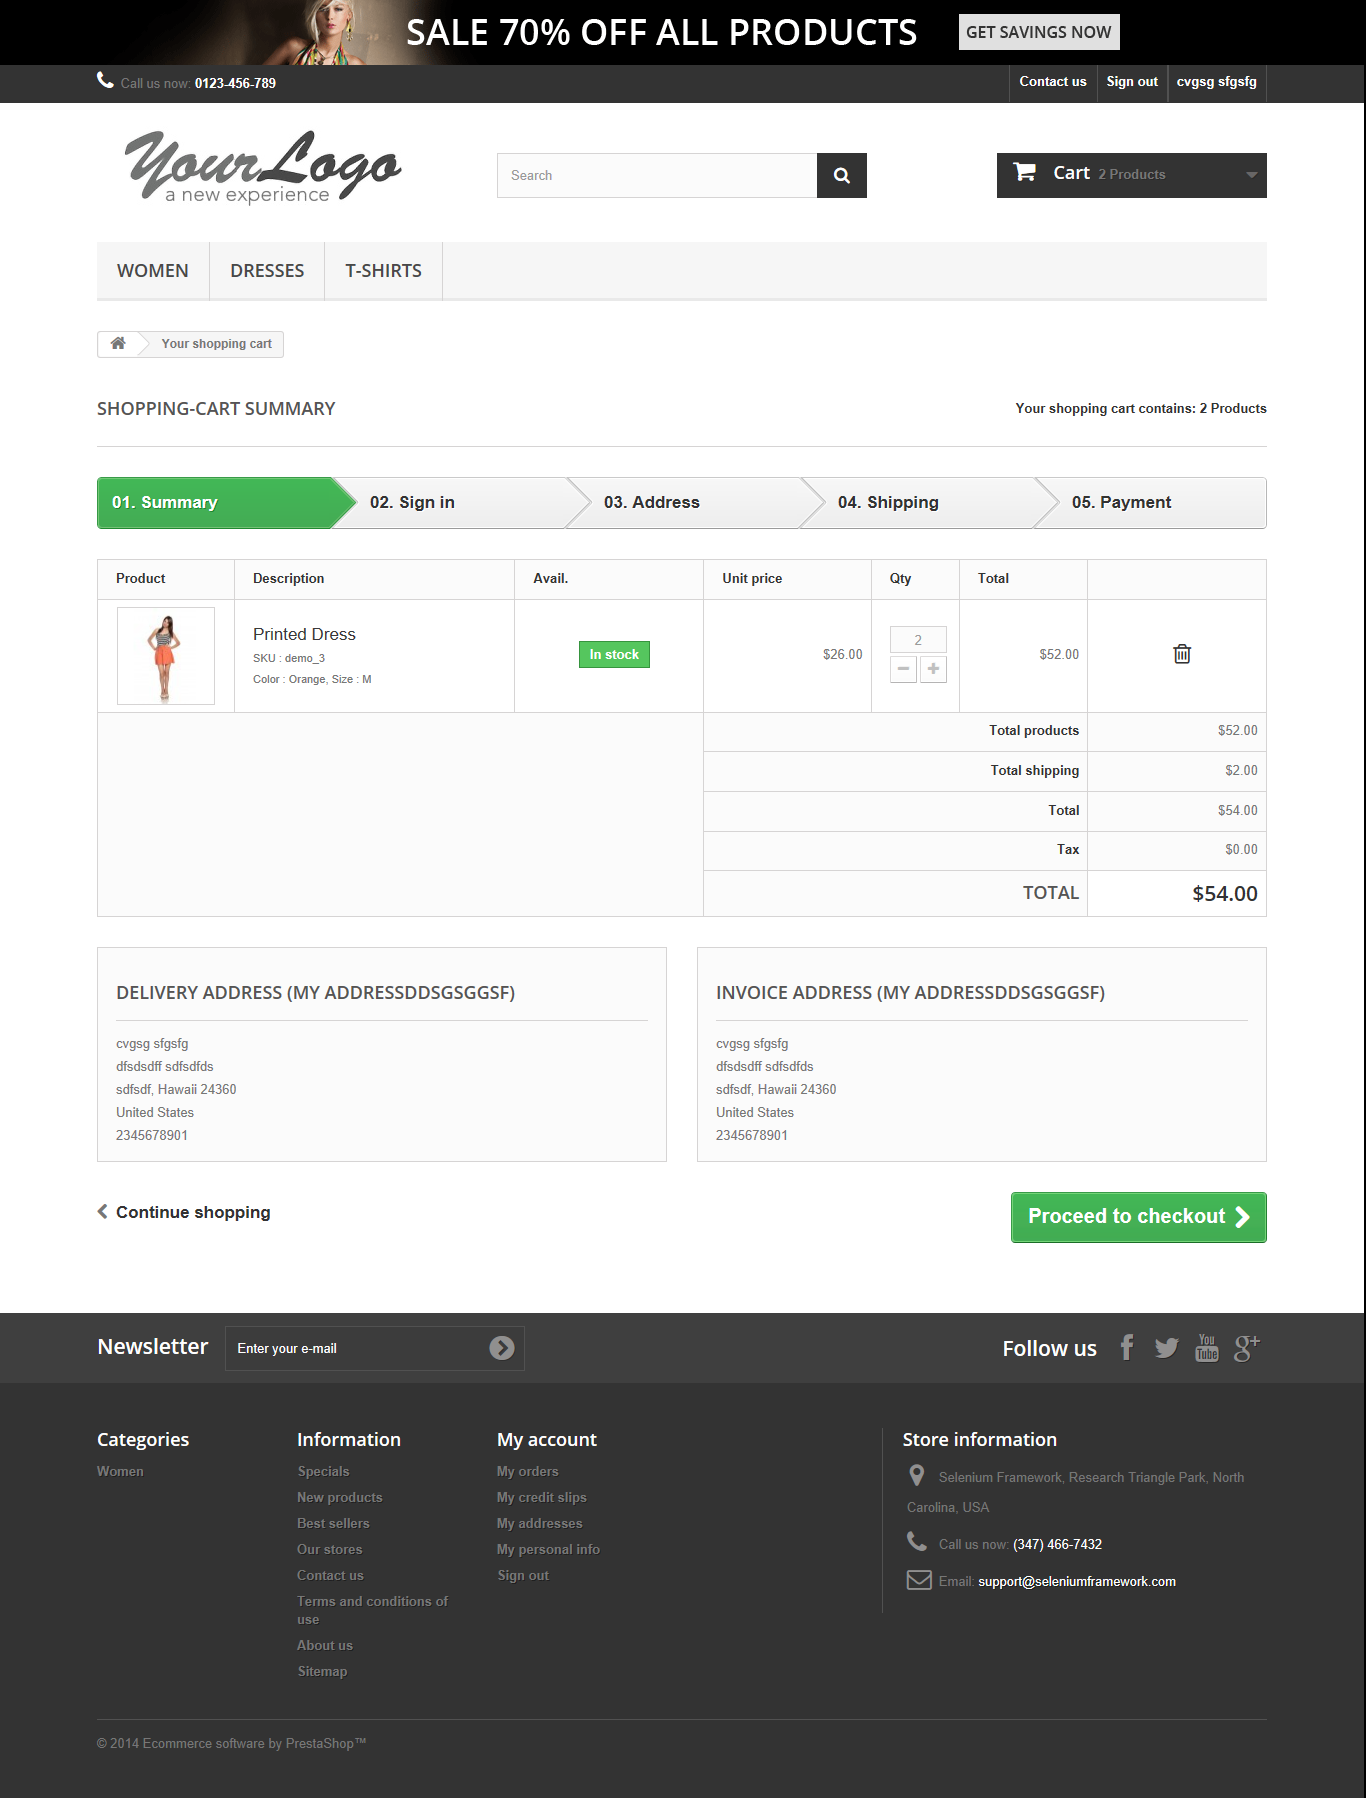 SALE 70% OFF ALL PRODUCTS GET SAVINGS NOW
Call us now: 0123-456-789 Contact us Sign out cvgsg sfgsfg
YourLogo
a new experience
Search
Cart 2 Products
WOMEN DRESSES T-SHIRTS
Your shopping cart
SHOPPING-CART SUMMARY Your shopping cart contains: 2 Products
01. Summary 02. Sign in 03. Address 04. Shipping 05. Payment
Product Description Avail. Unit price Qty Total
Printed Dress
SKU : demo_3
Color : Orange, Size : M
In stock
$26.00
2
$52.00
Total products $52.00
Total shipping $2.00
Total $54.00
Tax $0.00
TOTAL $54.00
DELIVERY ADDRESS (MY ADDRESSDDSGSGGSF)
cvgsg sfgsfg
dfsdsdff sdfsdfds
sdfsdf, Hawaii 24360
United States
2345678901
INVOICE ADDRESS (MY ADDRESSDDSGSGGSF)
cvgsg sfgsfg
dfsdsdff sdfsdfds
sdfsdf, Hawaii 24360
United States
2345678901
Continue shopping
Proceed to checkout
Newsletter Enter your e-mail
Follow us
You
Tube
g+
Categories
Women
Information
Specials
New products
Best sellers
Our stores
Contact us
Terms and conditions of
use
About us
Sitemap
My account
My orders
My credit slips
My addresses
My personal info
Sign out
Store information
Selenium Framework, Research Triangle Park, North
Carolina, USA
Call us now: (347) 466-7432
Email: support@seleniumframework.com
© 2014 Ecommerce software by PrestaShop™